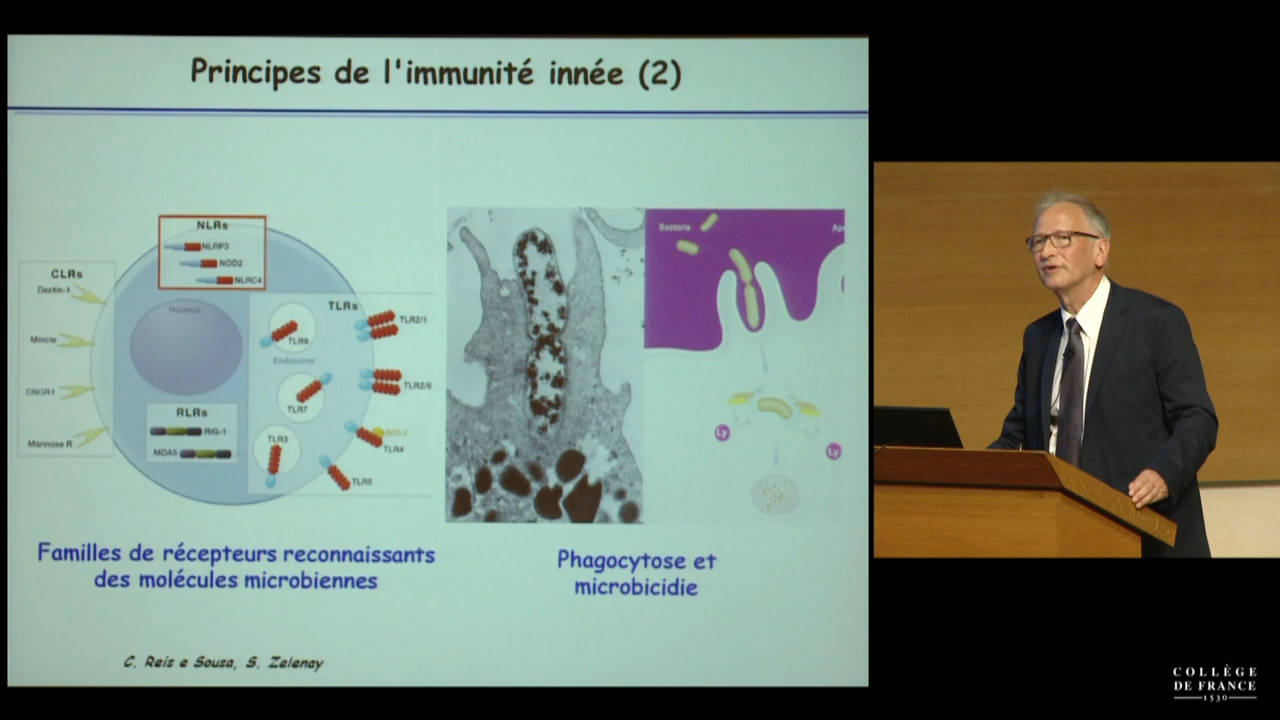 Principes de l'immunité innée (2)
NLRs
NLRP3
NOD2
NLRC4
CLRs
Dectin-1
Mincle
DNGR1
Mannose R
Nucleus
RLRs
RIG-1
MDA5
TLRs
TLR9
Endosome
TLR7
TLR3
TLR2/1
TLR2/6
MD-2
TLR4
TLR5
Bacteria
Apo
Ly
Ly
Familles de récepteurs reconnaissants
des molécules microbiennes
Phagocytose et
microbicidie
C. Reis e Sousa, S. Zelenay
COLLÈGE
DE FRANCE
1530